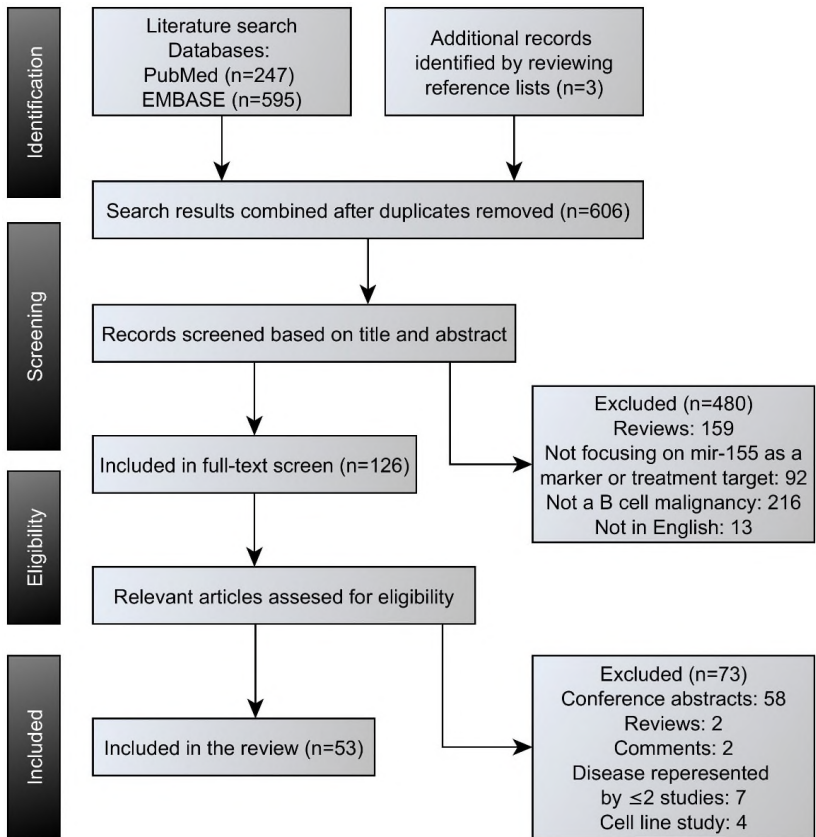 Identification
Literature search
Databases:
PubMed (n=247)
EMBASE (n=595)
Additional records
identified by reviewing
reference lists (n=3)
Search results combined after duplicates removed (n=606)
Screening
Records screened based on title and abstract
Excluded (n=480)
Reviews: 159
Not focusing on mir-155 as a
marker or treatment target: 92
Not a B cell malignancy: 216
Not in English: 13
Included in full-text screen (n=126)
Eligibility
Relevant articles assesed for eligibility
Excluded (n=73)
Conference abstracts: 58
Reviews: 2
Comments: 2
Disease reperesented
by ≤2 studies: 7
Cell line study: 4
Included
Included in the review (n=53)